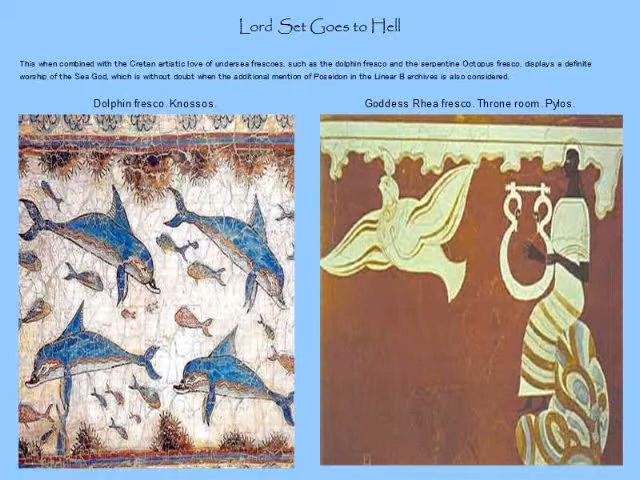 Lord Set Goes to Hell
This when combined with the Cretan artistic love of undersea frescoes, such as the dolphin fresco and the serpentine Octopus fresco, displays a definite
worship of the Sea God, which is without doubt when the additional mention of Poseidon in the Linear B archives is also considered.
Dolphin fresco. Knossos.
Goddess Rhea fresco. Throne room. Pylos.